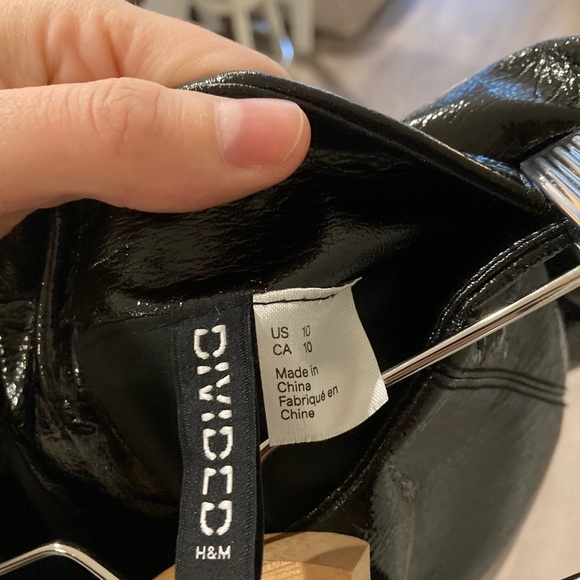 DIVIDED
H&M
US 10
CA 10
Made in
China
Fabriqué en
Chine